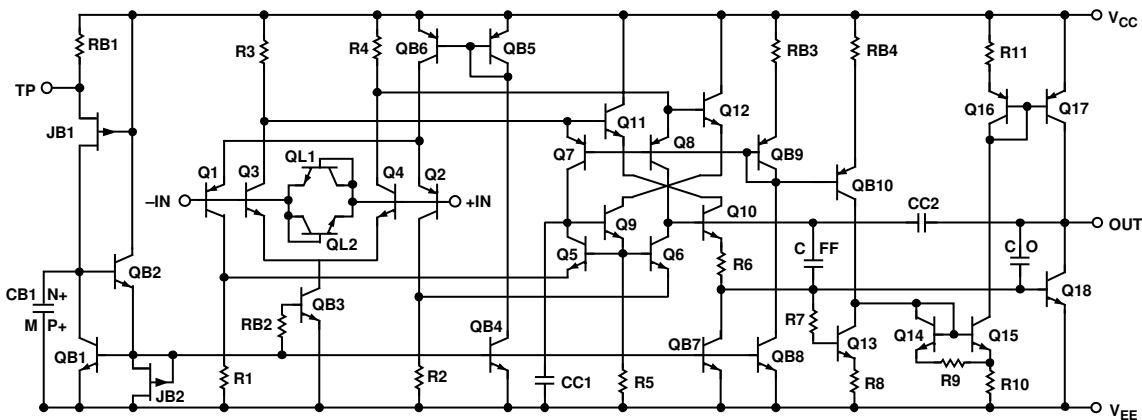 VCC
RB1
R3
R4
QB6
QB5
RB3
RB4
R11
TP
JB1
Q11
Q12
Q16
Q17
Q7
Q8
QB9
QL1
Q1
Q3
Q4
Q2
QB10
–IN
+IN
CC2
QL2
Q9
Q10
OUT
Q5
Q6
R6
C FF
C O
QB2
CB1 N+
M P+
QB3
RB2
R7
Q18
Q13
Q14
Q15
QB1
QB4
QB7
QB8
JB2
R1
R2
CC1
R5
R8
R9
R10
VEE